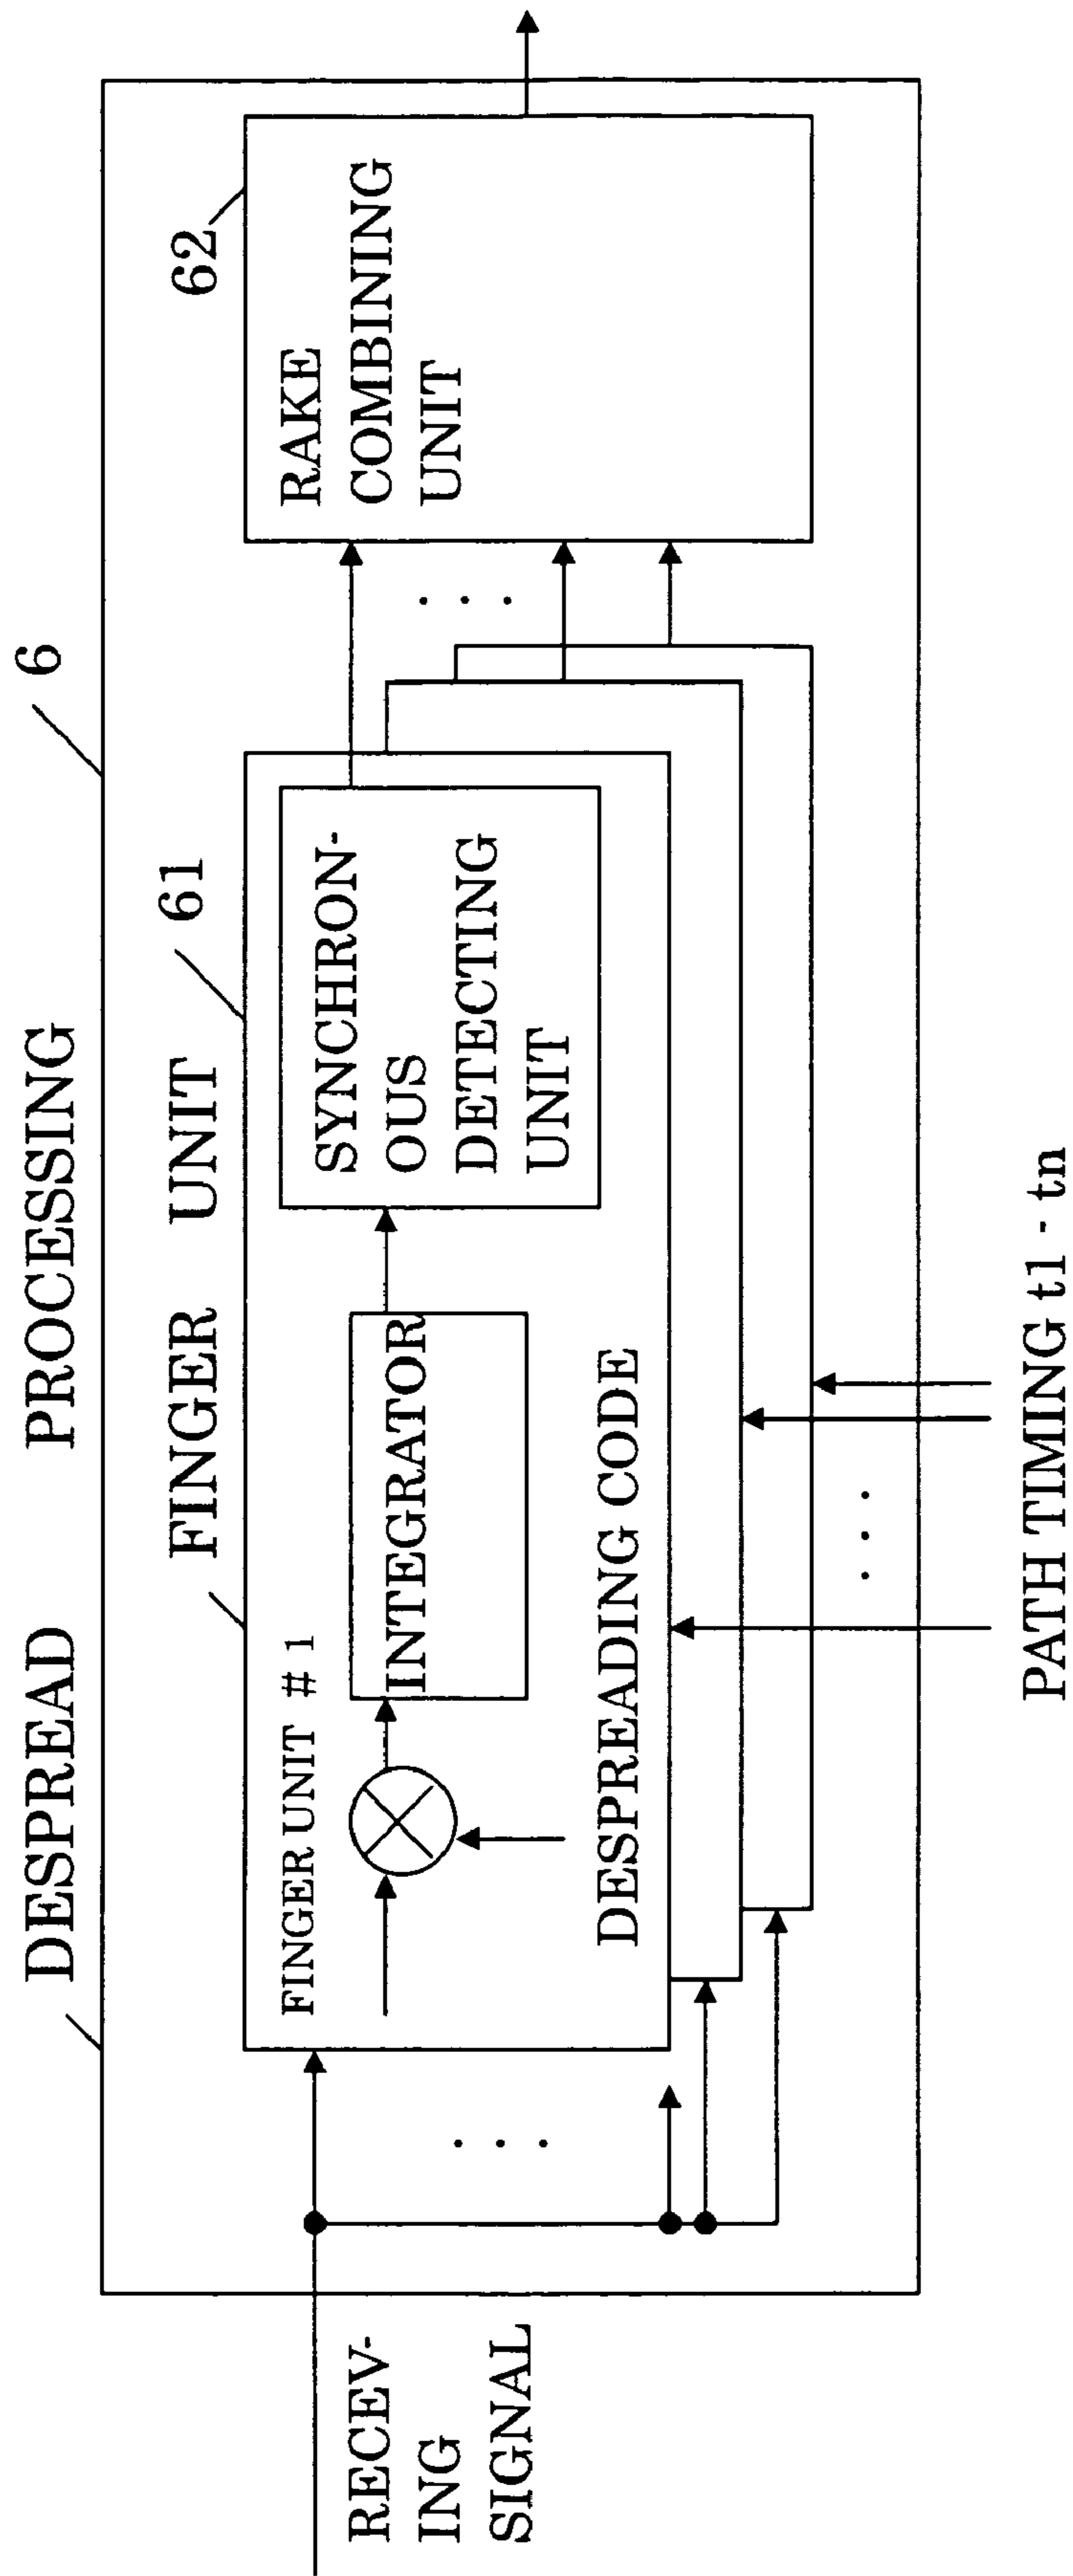 DESPREAD PROCESSING 6
FINGER UNIT 61
62
FINGER UNIT # 1
INTEGRATOR
SYNCHRON-
OUS
DETECTING
UNIT
DESPREADING CODE
RAKE
COMBINING
UNIT
. . .
. . .
. . .
RECEV-
ING
SIGNAL
PATH TIMING t1 - tn